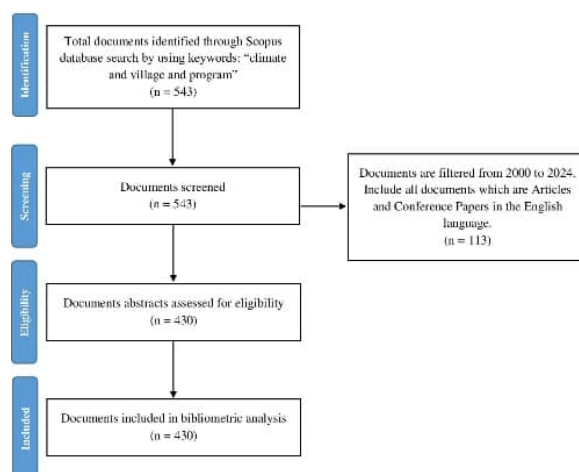 Identification
Total documents identified through Scopus
database search by using keywords: “climate
and village and program”
(n = 543)
Screening
Documents screened
(n = 543)
Documents are filtered from 2000 to 2024.
Include all documents which are Articles
and Conference Papers in the English
language.
(n = 113)
Eligibility
Documents abstracts assessed for eligibility
(n = 430)
Included
Documents included in bibliometric analysis
(n = 430)